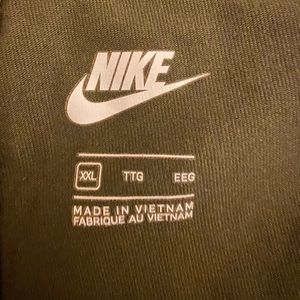 NIKE
XXL TTG EEG
MADE IN VIETNAM
FABRIQUE AU VIETNAM